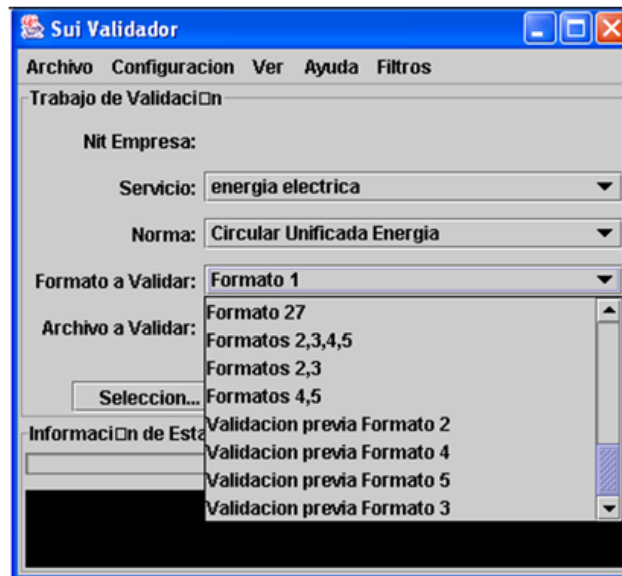 Sui Validador
Archivo Configuracion Ver Ayuda Filtros
Trabajo de Validaci□n
Nit Empresa:
Servicio: energia electrica
Norma: Circular Unificada Energia
Formato a Validar: Formato 1
Formato 27
Archivo a Validar:
Formatos 2,3,4,5
Formatos 2,3
Seleccion... Formatos 4,5
Validacion previa Formato 2
Informaci□n de Esta
Validacion previa Formato 4
Validacion previa Formato 5
Validacion previa Formato 3